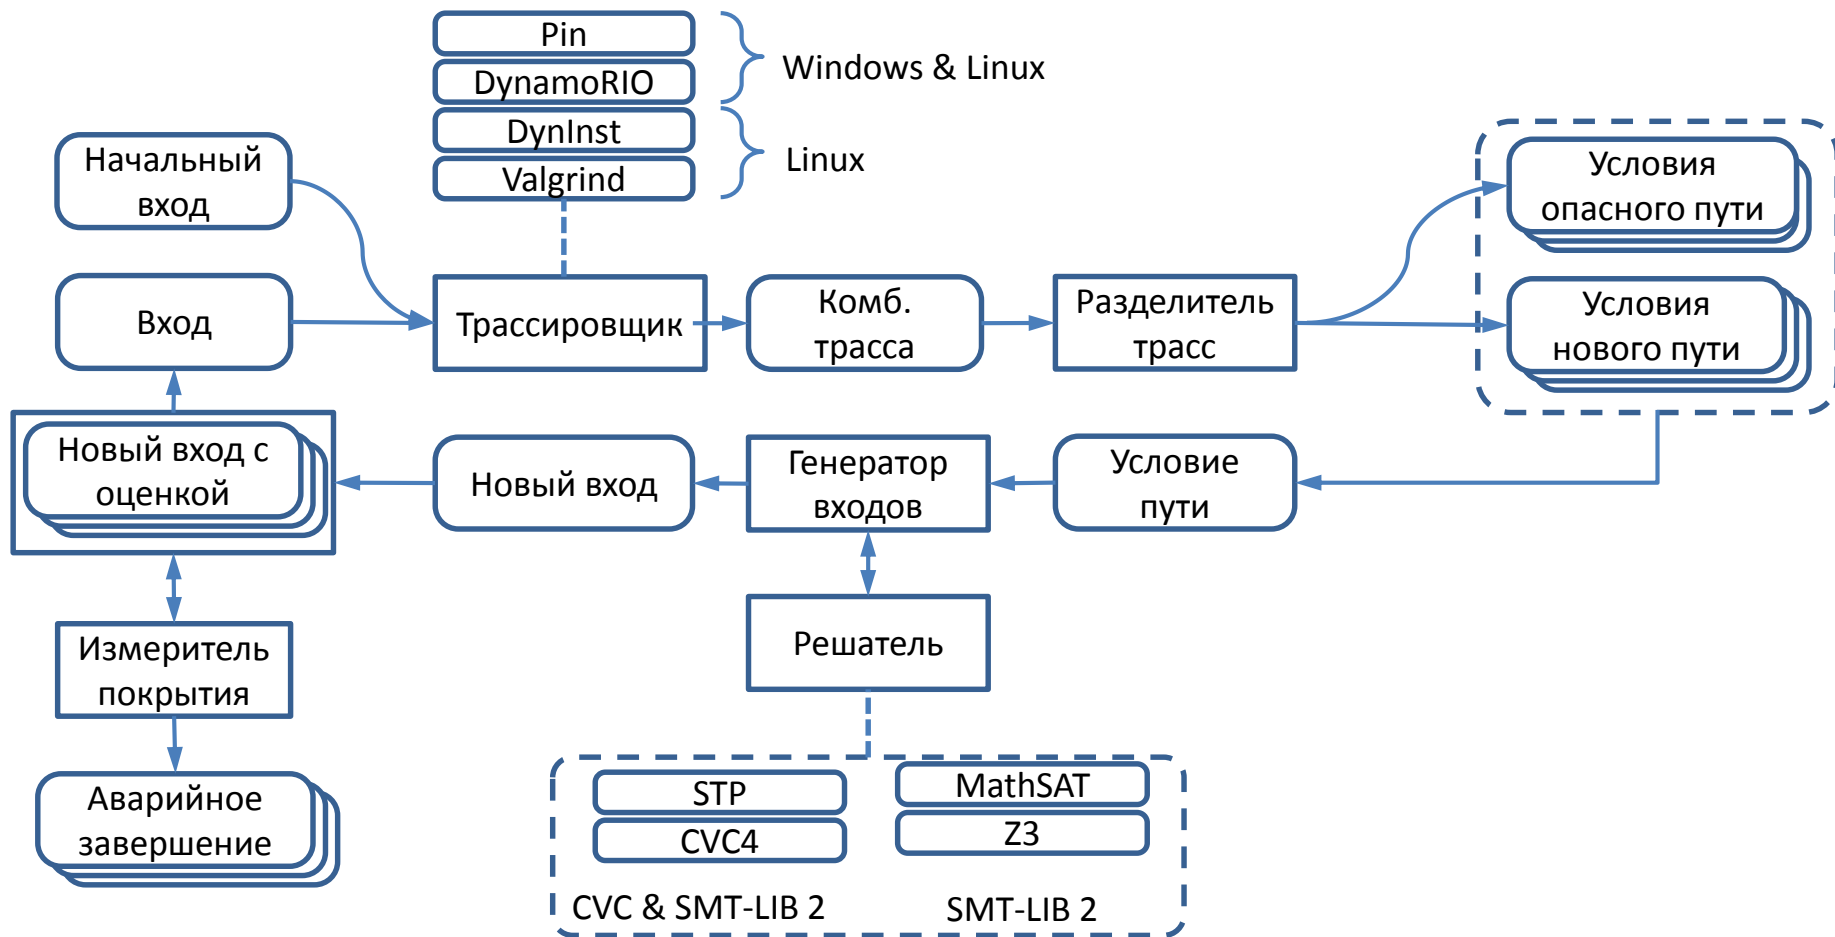 Pin
DynamoRIO
Windows & Linux
DynInst
Valgrind
Linux
Начальный
вход
Вход
Трассировщик
Комб.
трасса
Разделитель
трасс
Условия
опасного пути
Условия
нового пути
Новый вход с
оценкой
Новый вход
Генератор
входов
Условие
пути
Измеритель
покрытия
Решатель
Аварийное
завершение
STP
CVC4
MathSAT
Z3
CVC & SMT-LIB 2
SMT-LIB 2